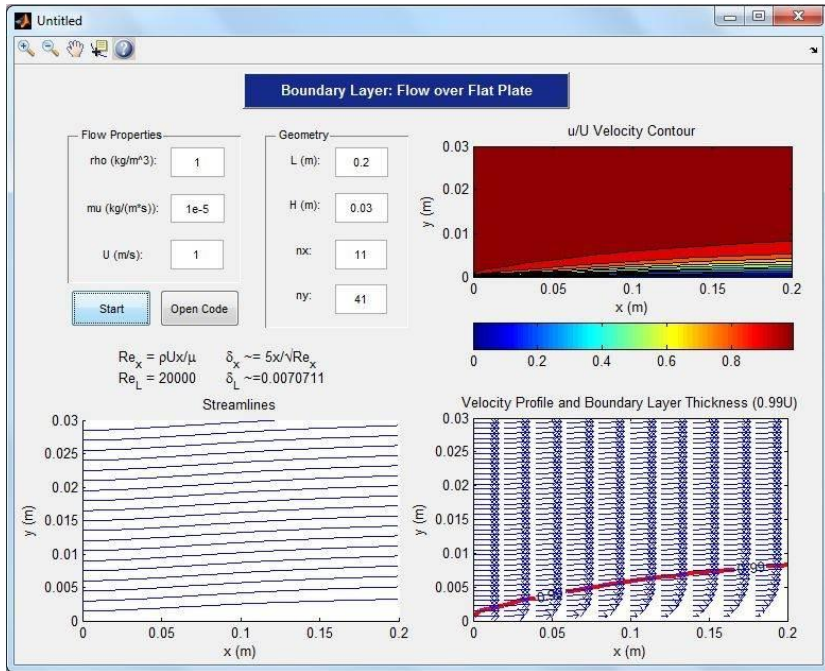 Untitled
Boundary Layer: Flow over Flat Plate
Flow Properties
rho (kg/m^3): 1
mu (kg/(m*s)): 1e-5
U (m/s): 1
Start Open Code
Geometry
L (m): 0.2
H (m): 0.03
nx: 11
ny: 41
Re_x = ρUx/μ δ_x ~= 5x/√Re_x
Re_L = 20000 δ_L ~=0.0070711
u/U Velocity Contour
y (m)
0.03
0.02
0.01
0
0 0.05 0.1 0.15 0.2
x (m)
0 0.2 0.4 0.6 0.8
Streamlines
y (m)
0.03
0.025
0.02
0.015
0.01
0.005
0
0 0.05 0.1 0.15 0.2
x (m)
Velocity Profile and Boundary Layer Thickness (0.99U)
y (m)
0.03
0.025
0.02
0.015
0.01
0.005
0
0.99
0.99
0 0.05 0.1 0.15 0.2
x (m)